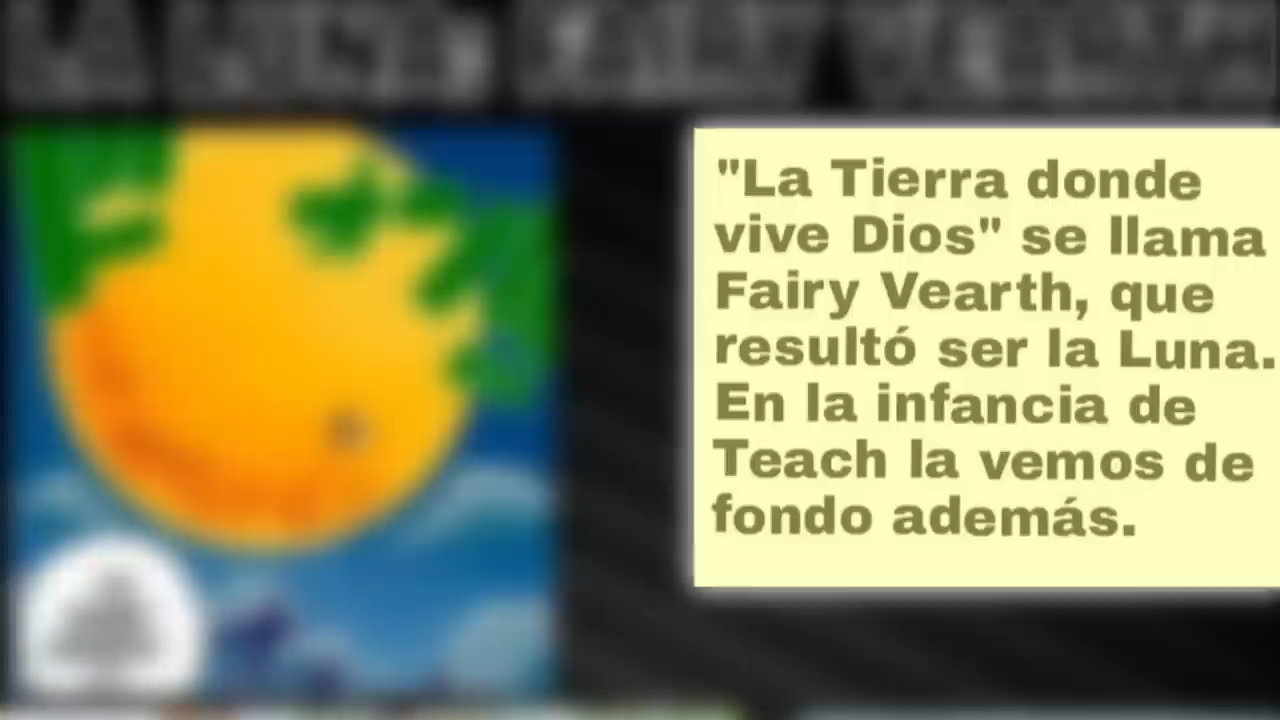 "La Tierra donde
vive Dios" se llama
Fairy Vearth, que
resultó ser la Luna.
En la infancia de
Teach la vemos de
fondo además.